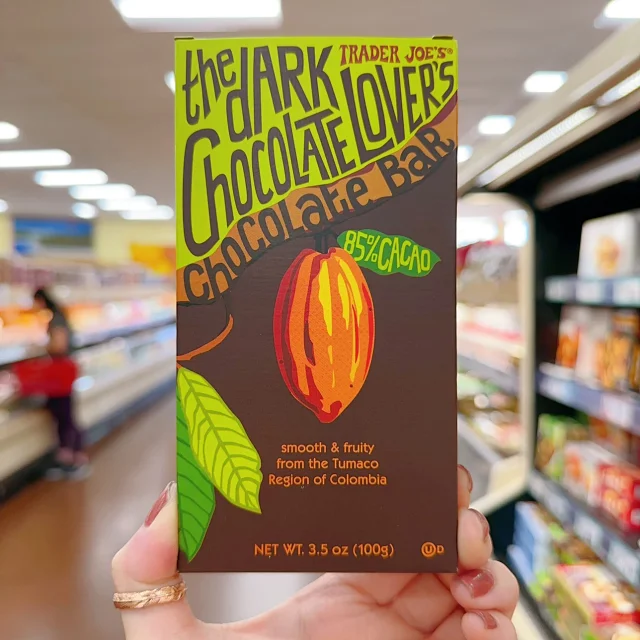 TRADER JOE'S®
the dARK
CHOCOLATE LOVER'S
CHOCOLATE BAR
85% CACAO
smooth & fruity
from the Tumaco
Region of Colombia
NET WT. 3.5 oz (100g)
U D